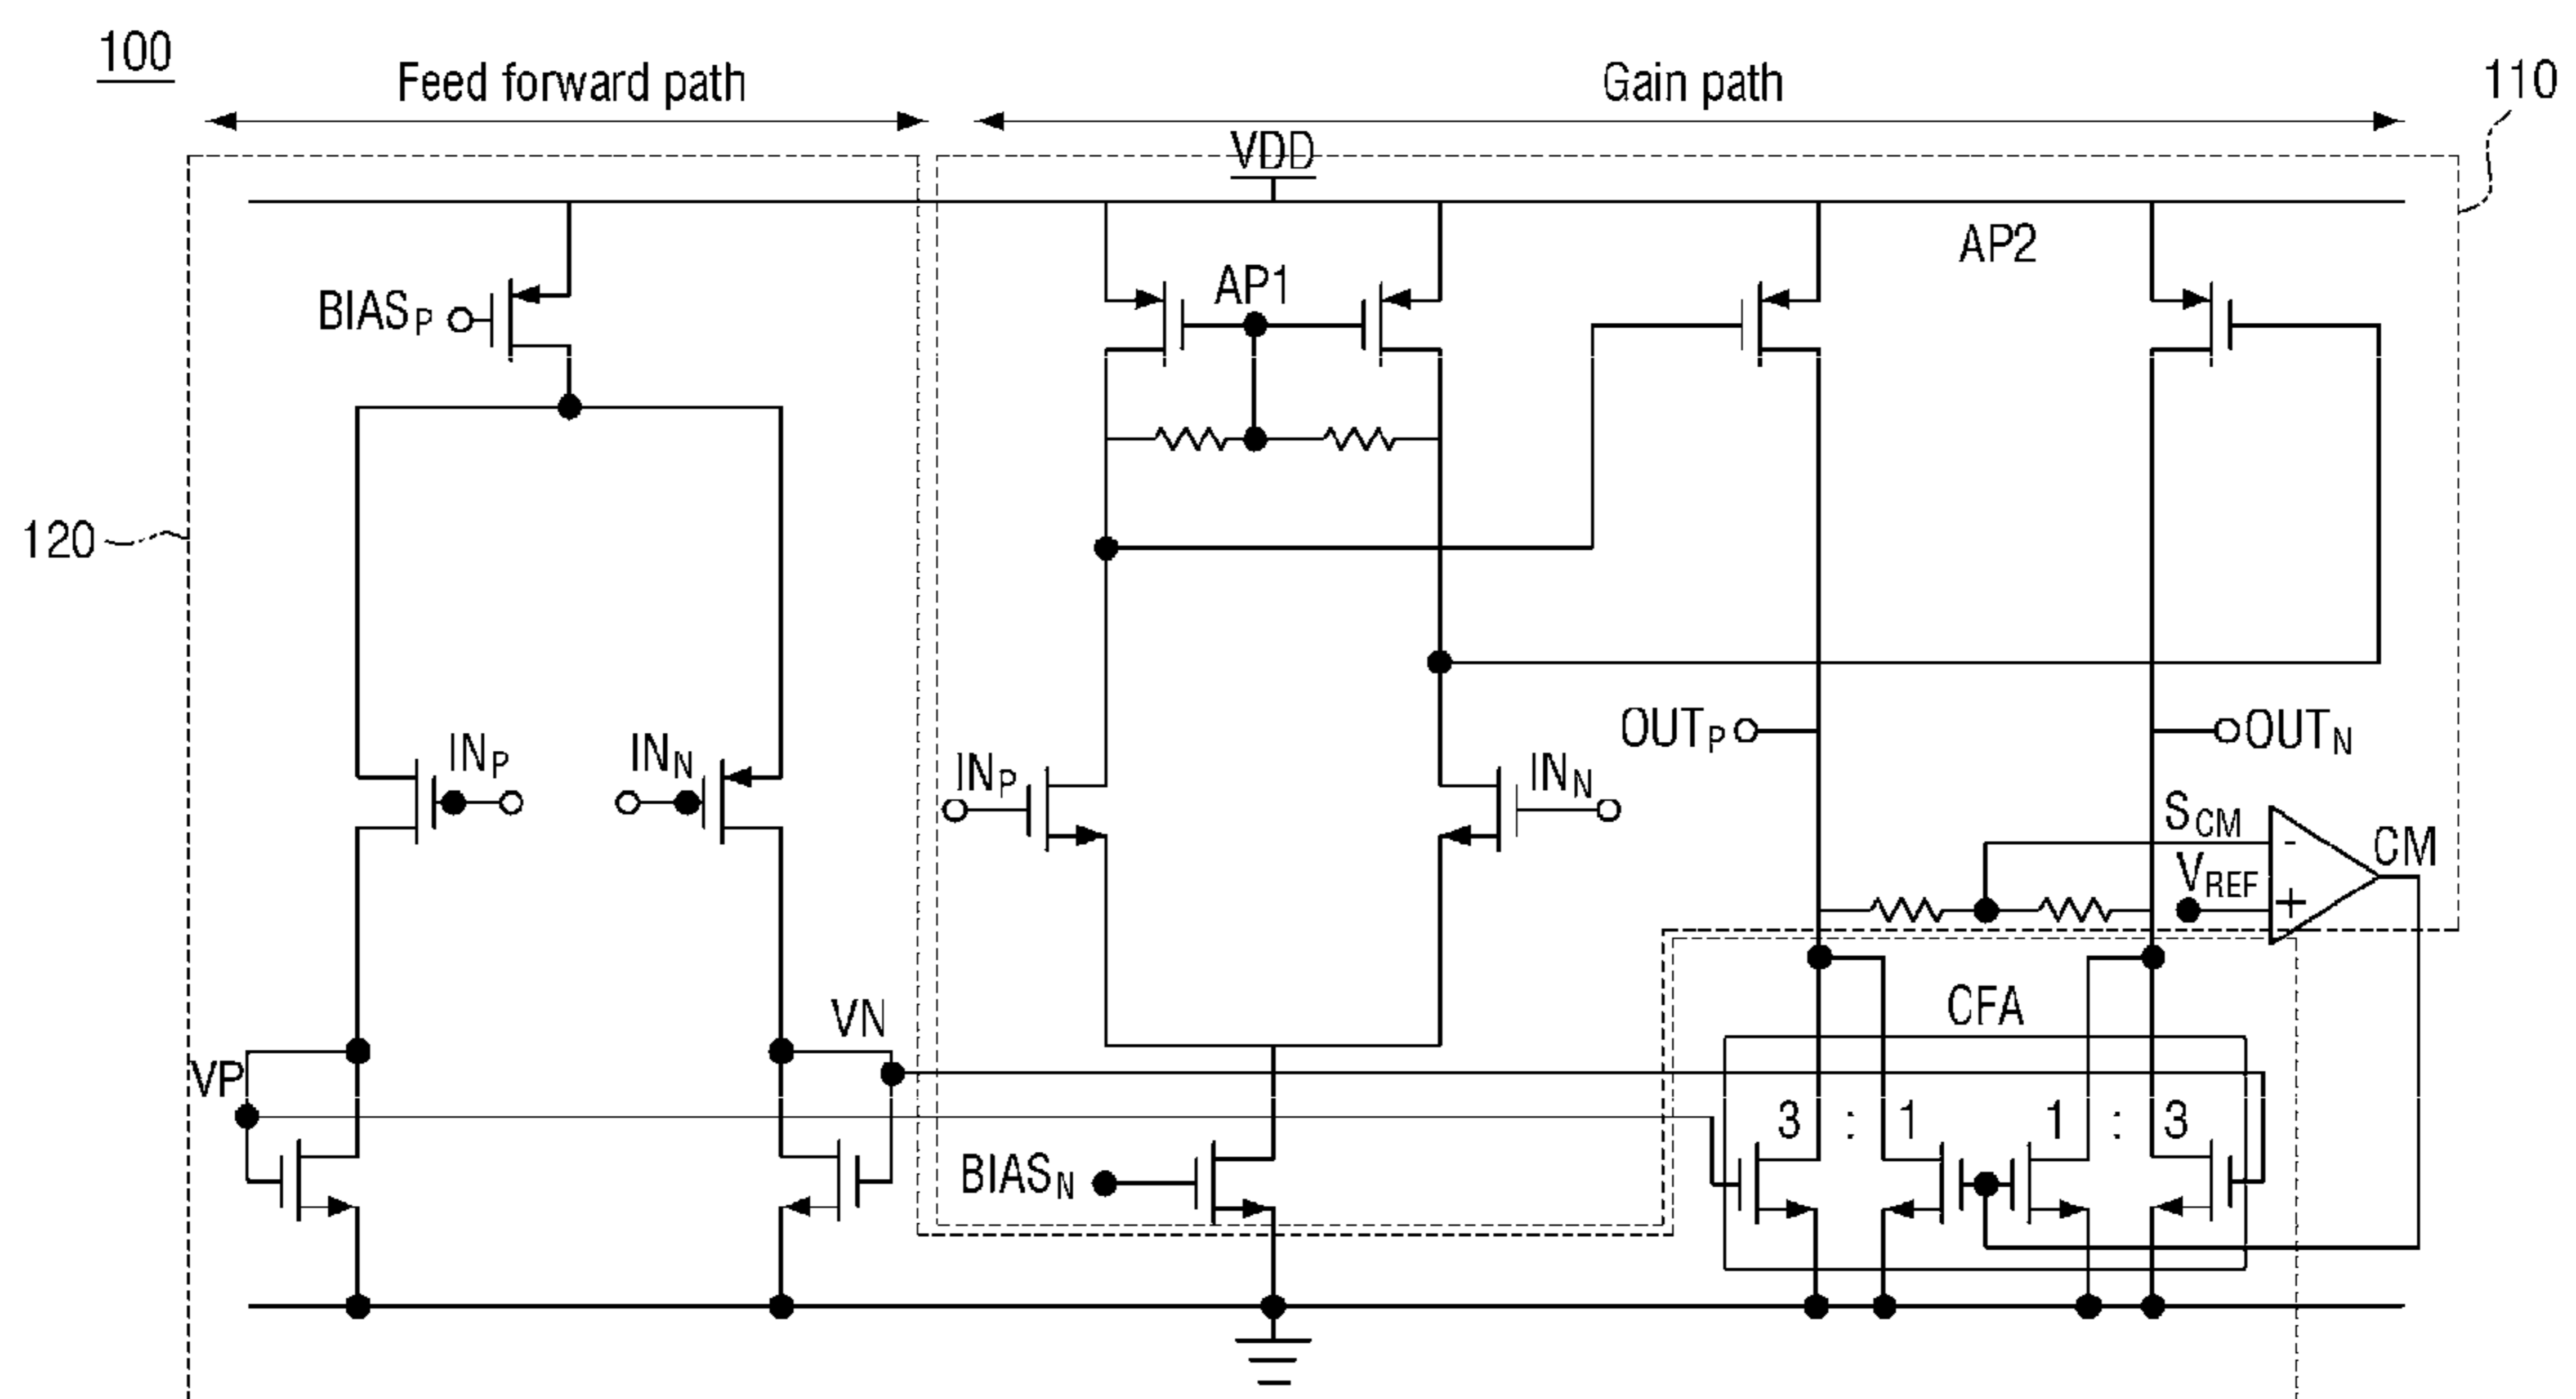 100
Feed forward path
Gain path
110
VDD
AP2
AP1
BIASP
120
OUTP
OUTN
INP
INN
INP
INN
SCM
-
CM
VREF
+
VN
CFA
VP
3 : 1
1 : 3
BIASN